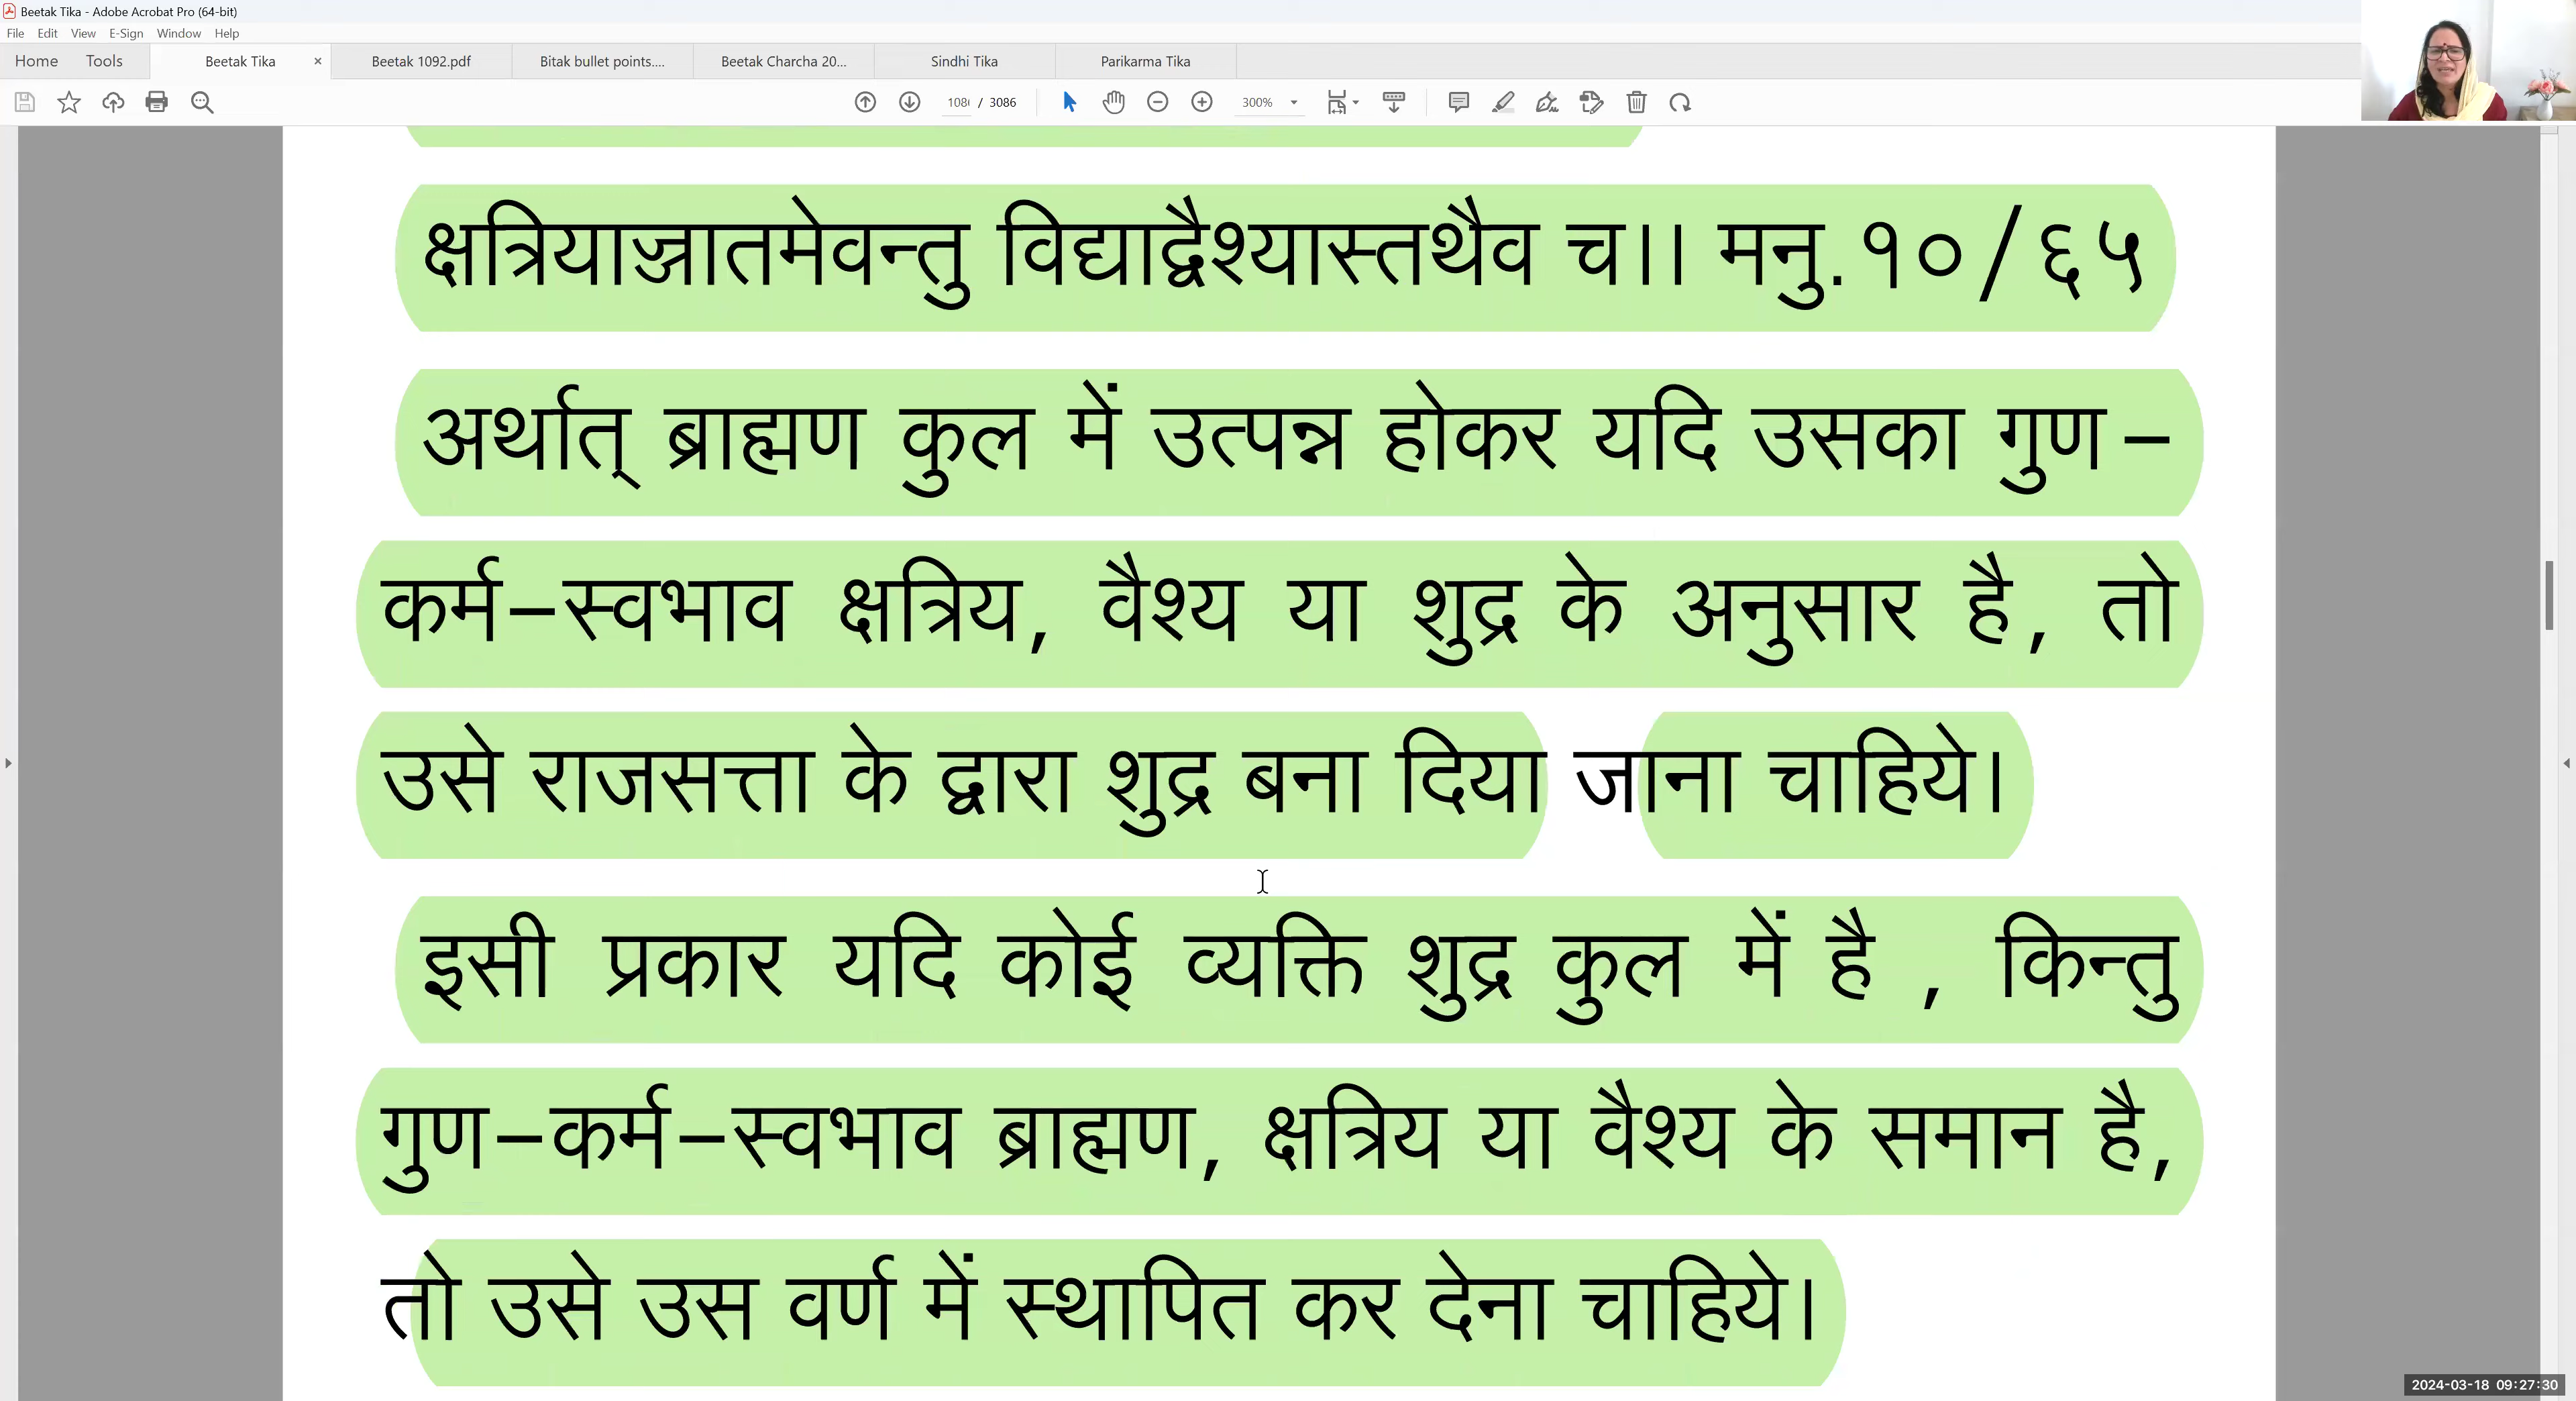 Beetak Tika - Adobe Acrobat Pro (64-bit)
File Edit View E-Sign Window Help
Home Tools Beetak Tika × Beetak 1092.pdf Bitak bullet points.... Beetak Charcha 20... Sindhi Tika Parikarma Tika
108 / 3086 300%
क्षत्रियाज्जातमेवन्तु विद्याद्वैश्यास्तथैव च।। मनु.१०/६५
अर्थात् ब्राह्मण कुल में उत्पन्न होकर यदि उसका गुण–
कर्म–स्वभाव क्षत्रिय, वैश्य या शुद्र के अनुसार है, तो
उसे राजसत्ता के द्वारा शुद्र बना दिया जाना चाहिये।
इसी प्रकार यदि कोई व्यक्ति शुद्र कुल में है , किन्तु
गुण–कर्म–स्वभाव ब्राह्मण, क्षत्रिय या वैश्य के समान है,
तो उसे उस वर्ण में स्थापित कर देना चाहिये।
2024-03-18 09:27:30